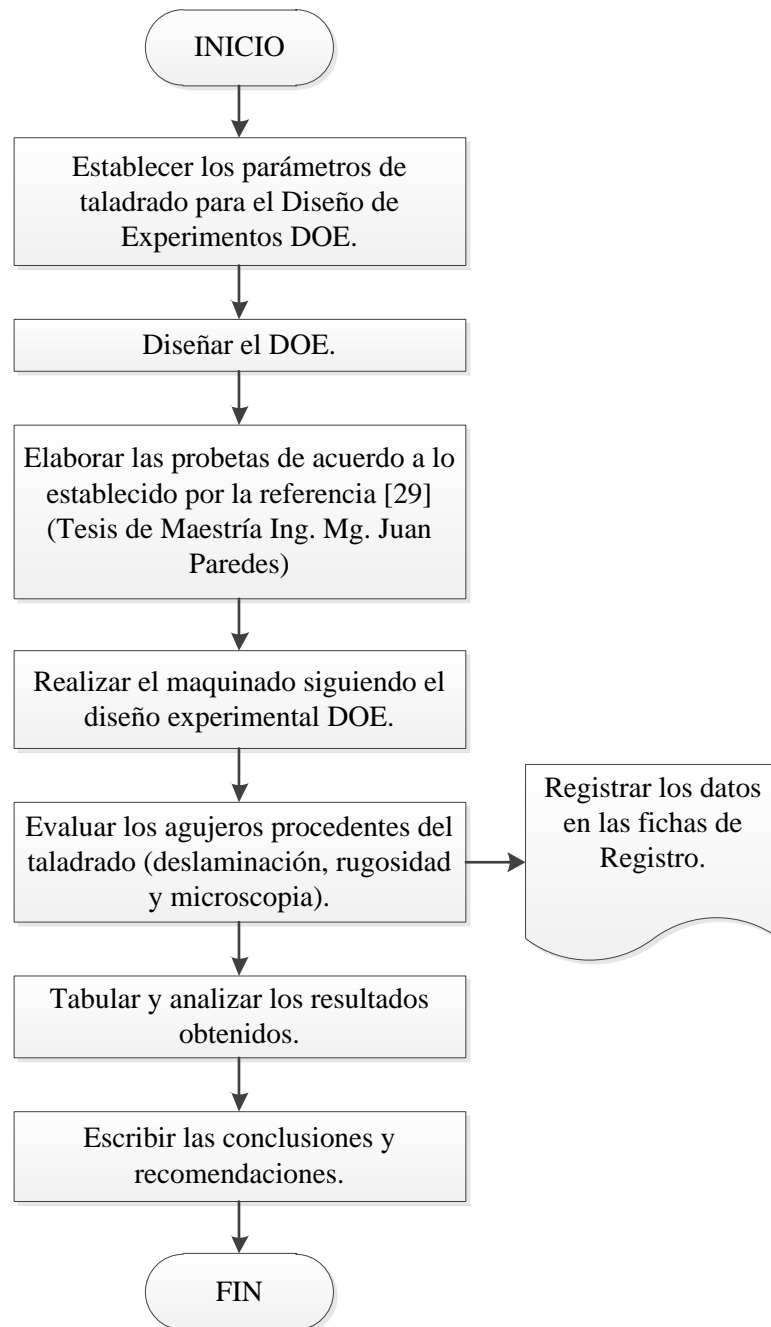 INICIO
Establecer los parámetros de
taladrado para el Diseño de
Experimentos DOE.
Diseñar el DOE.
Elaborar las probetas de acuerdo a lo
establecido por la referencia [29]
(Tesis de Maestría Ing. Mg. Juan
Paredes)
Realizar el maquinado siguiendo el
diseño experimental DOE.
Evaluar los agujeros procedentes del
taladrado (deslaminación, rugosidad
y microscopia).
Registrar los datos
en las fichas de
Registro.
Tabular y analizar los resultados
obtenidos.
Escribir las conclusiones y
recomendaciones.
FIN